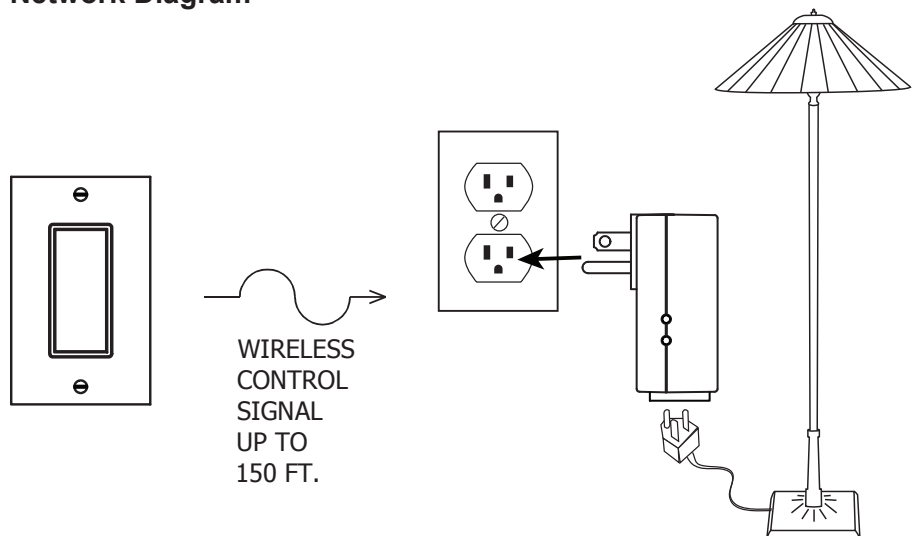 Network Diagram
WIRELESS
CONTROL
SIGNAL
UP TO
150 FT.